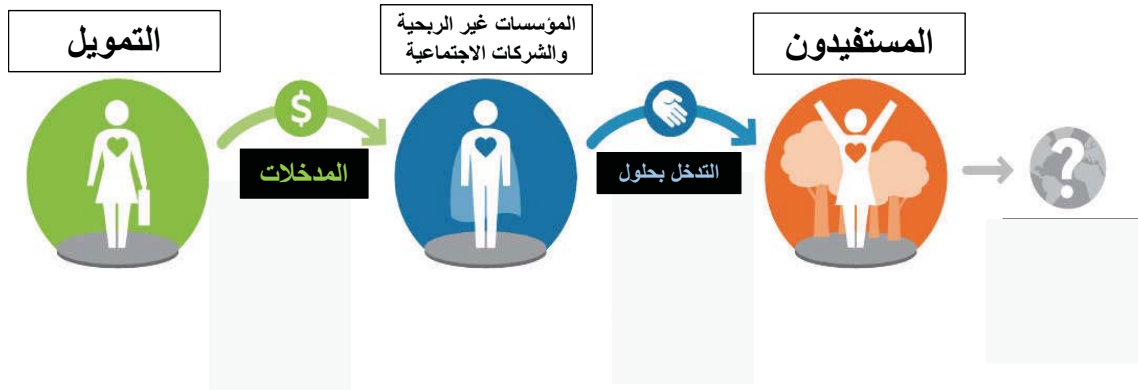 التمويل
المؤسسات غير الربحية
والشركات الاجتماعية
المستفيدون
$
المدخلات
التدخل بحلول
?